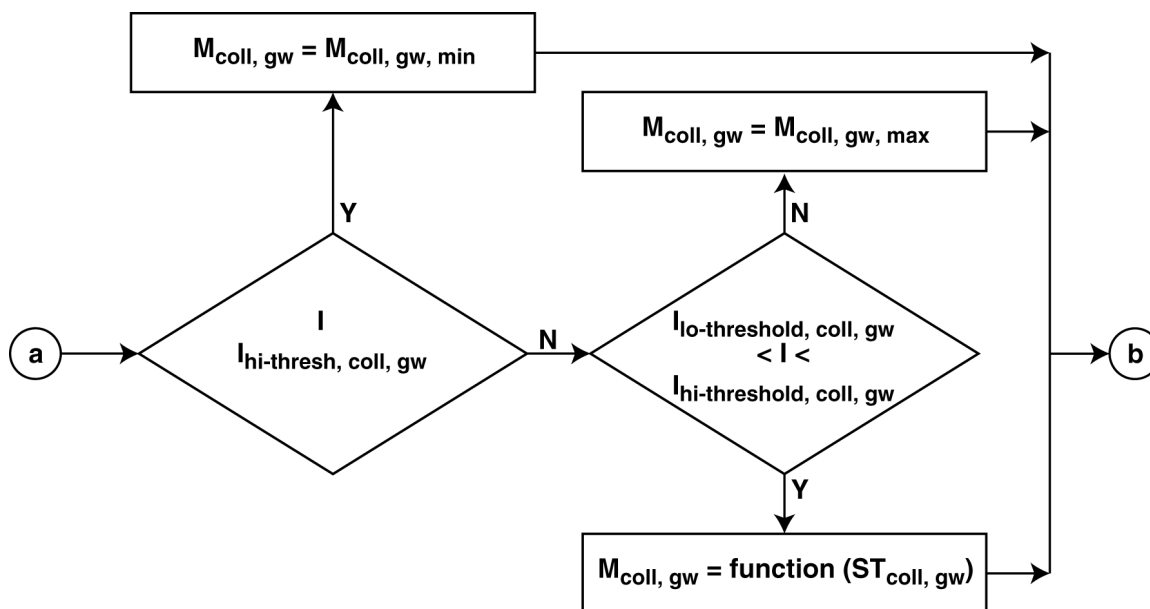 M_coll, gw = M_coll, gw, min
M_coll, gw = M_coll, gw, max
Y
N
a
I
I_hi-thresh, coll, gw
N
I_lo-threshold, coll, gw
< I <
I_hi-threshold, coll, gw
b
Y
M_coll, gw = function (ST_coll, gw)